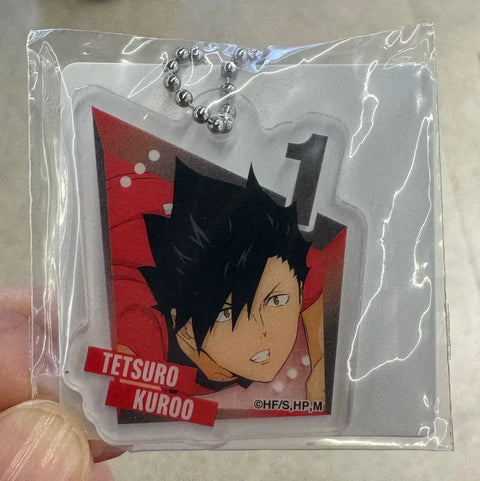 1
TETSURO
KUROO
©HF/S,HP,M